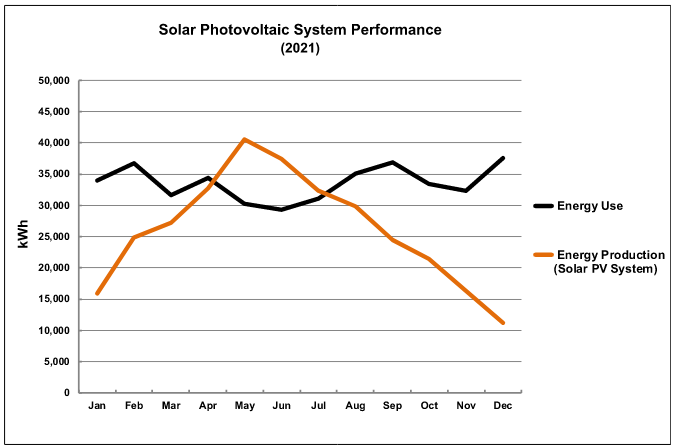 Solar Photovoltaic System Performance
(2021)
50,000
45,000
40,000
35,000
30,000
25,000
20,000
15,000
10,000
5,000
0
kWh
Jan Feb Mar Apr May Jun Jul Aug Sep Oct Nov Dec
Energy Use
Energy Production
(Solar PV System)